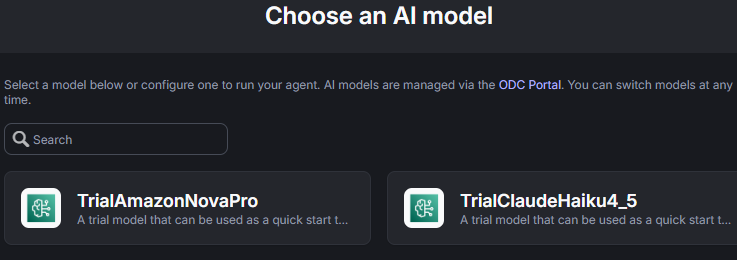 Choose an AI model
Select a model below or configure one to run your agent. AI models are managed via the ODC Portal. You can switch models at any
time.
Search
TrialAmazonNovaPro
A trial model that can be used as a quick start t...
TrialClaudeHaiku4_5
A trial model that can be used as a quick start t...